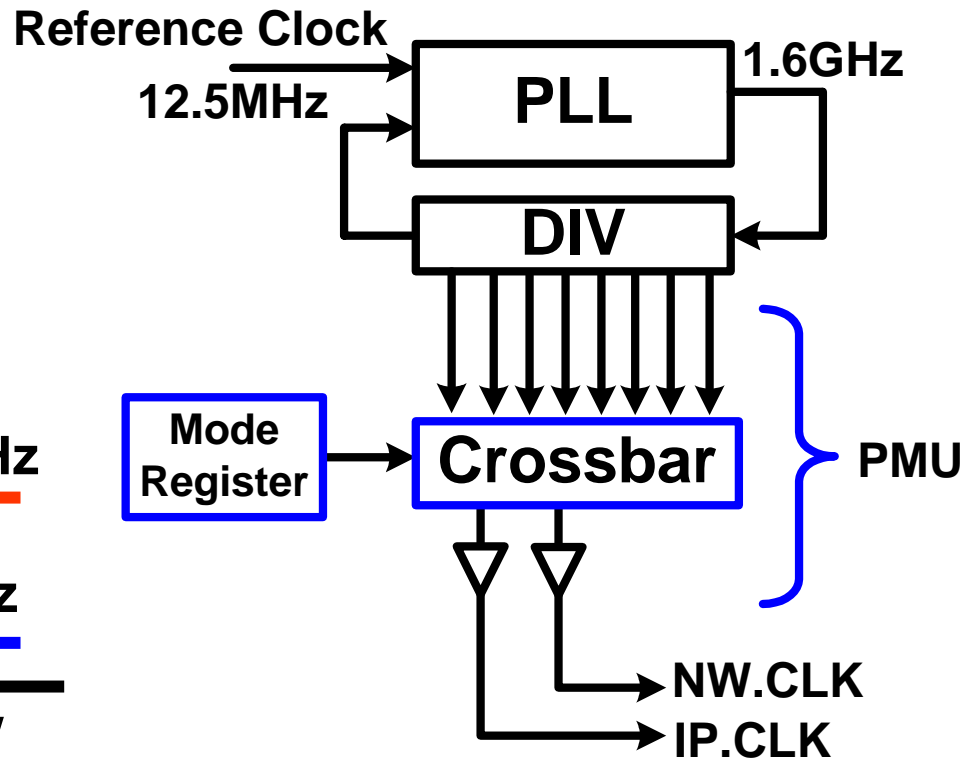 Reference Clock
12.5MHz
1.6GHz
PLL
DIV
Mode
Register
Crossbar
PMU
NW.CLK
IP.CLK